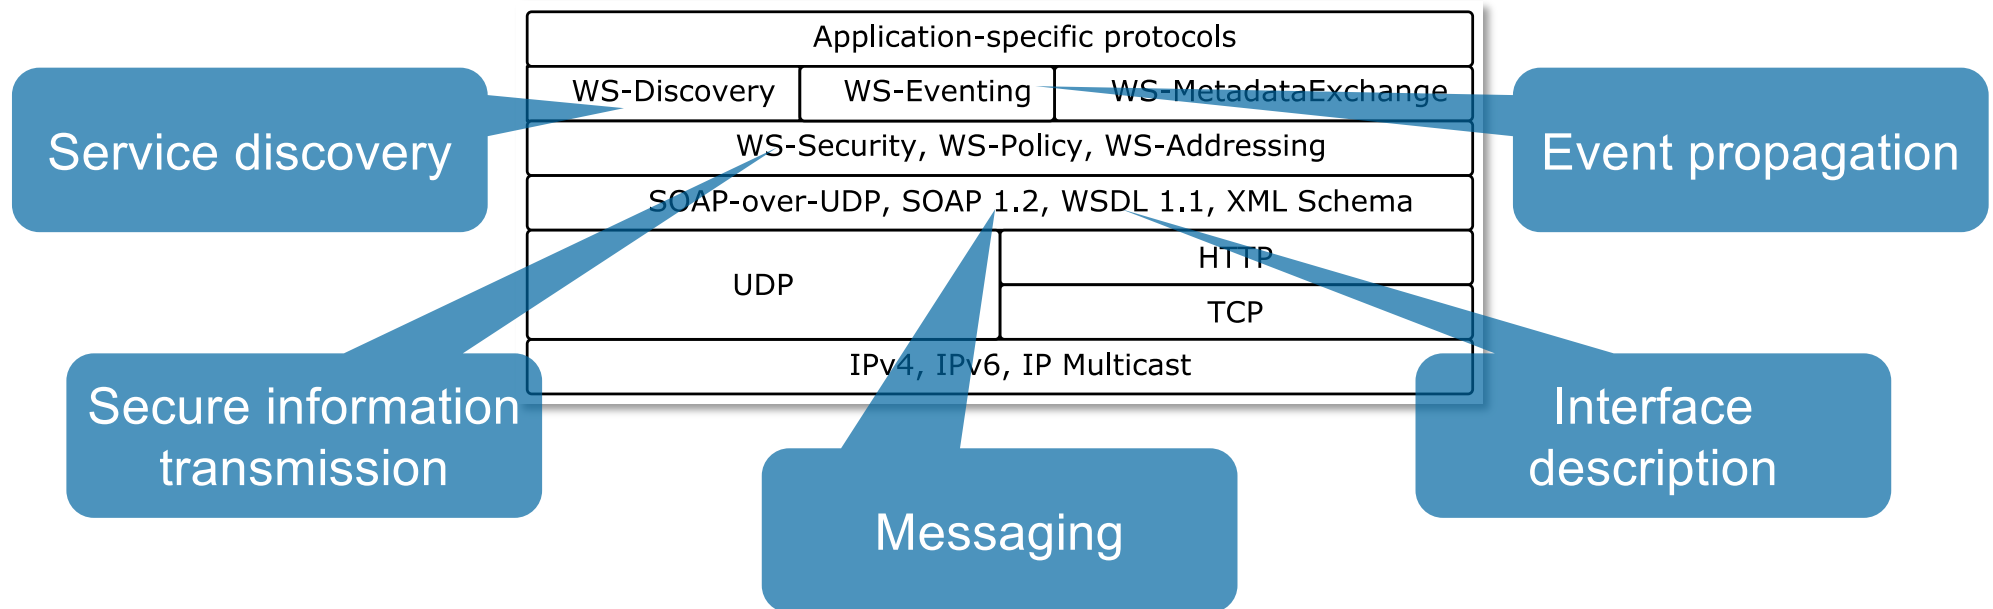 Application-specific protocols
WS-Discovery
WS-Eventing
WS-MetadataExchange
WS-Security, WS-Policy, WS-Addressing
SOAP-over-UDP, SOAP 1.2, WSDL 1.1, XML Schema
UDP
HTTP
TCP
IPv4, IPv6, IP Multicast
Service discovery
Event propagation
Secure information
transmission
Messaging
Interface
description